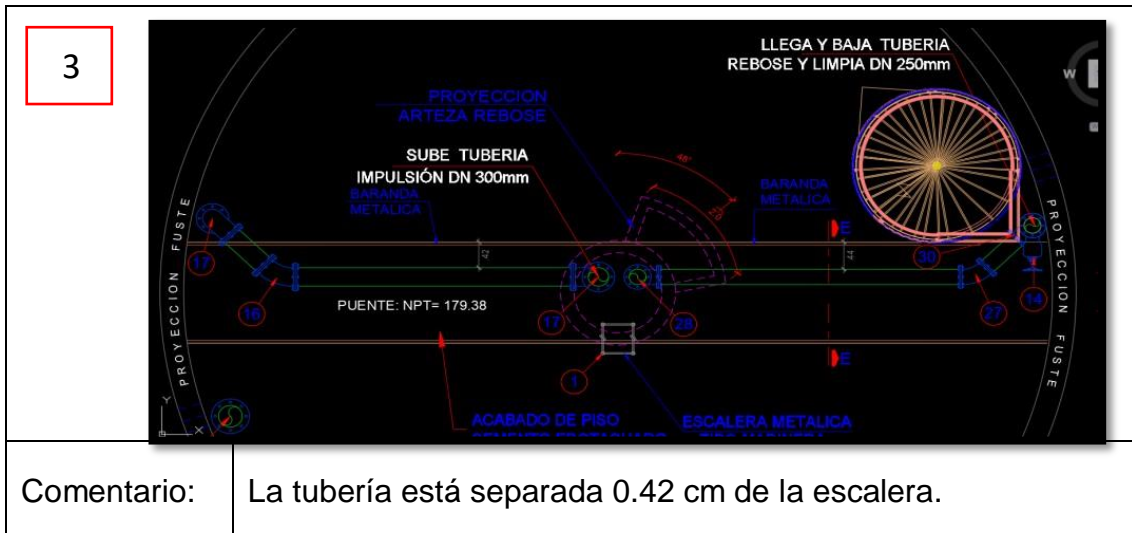 3
LLEGA Y BAJA TUBERIA
REBOSE Y LIMPIA DN 250mm
W
PROYECCION
ARTEZA REBOSE
SUBE TUBERIA
IMPULSIÓN DN 300mm
BARANDA
METALICA
BARANDA
METALICA
PROYECCION FUSTE
PROYECCION FUSTE
E
42
44
17
30
16
PUENTE: NPT= 179.38
17
28
27
14
1
E
ACABADO DE PISO
ESCALERA METALICA
Y
X
Comentario:
La tubería está separada 0.42 cm de la escalera.